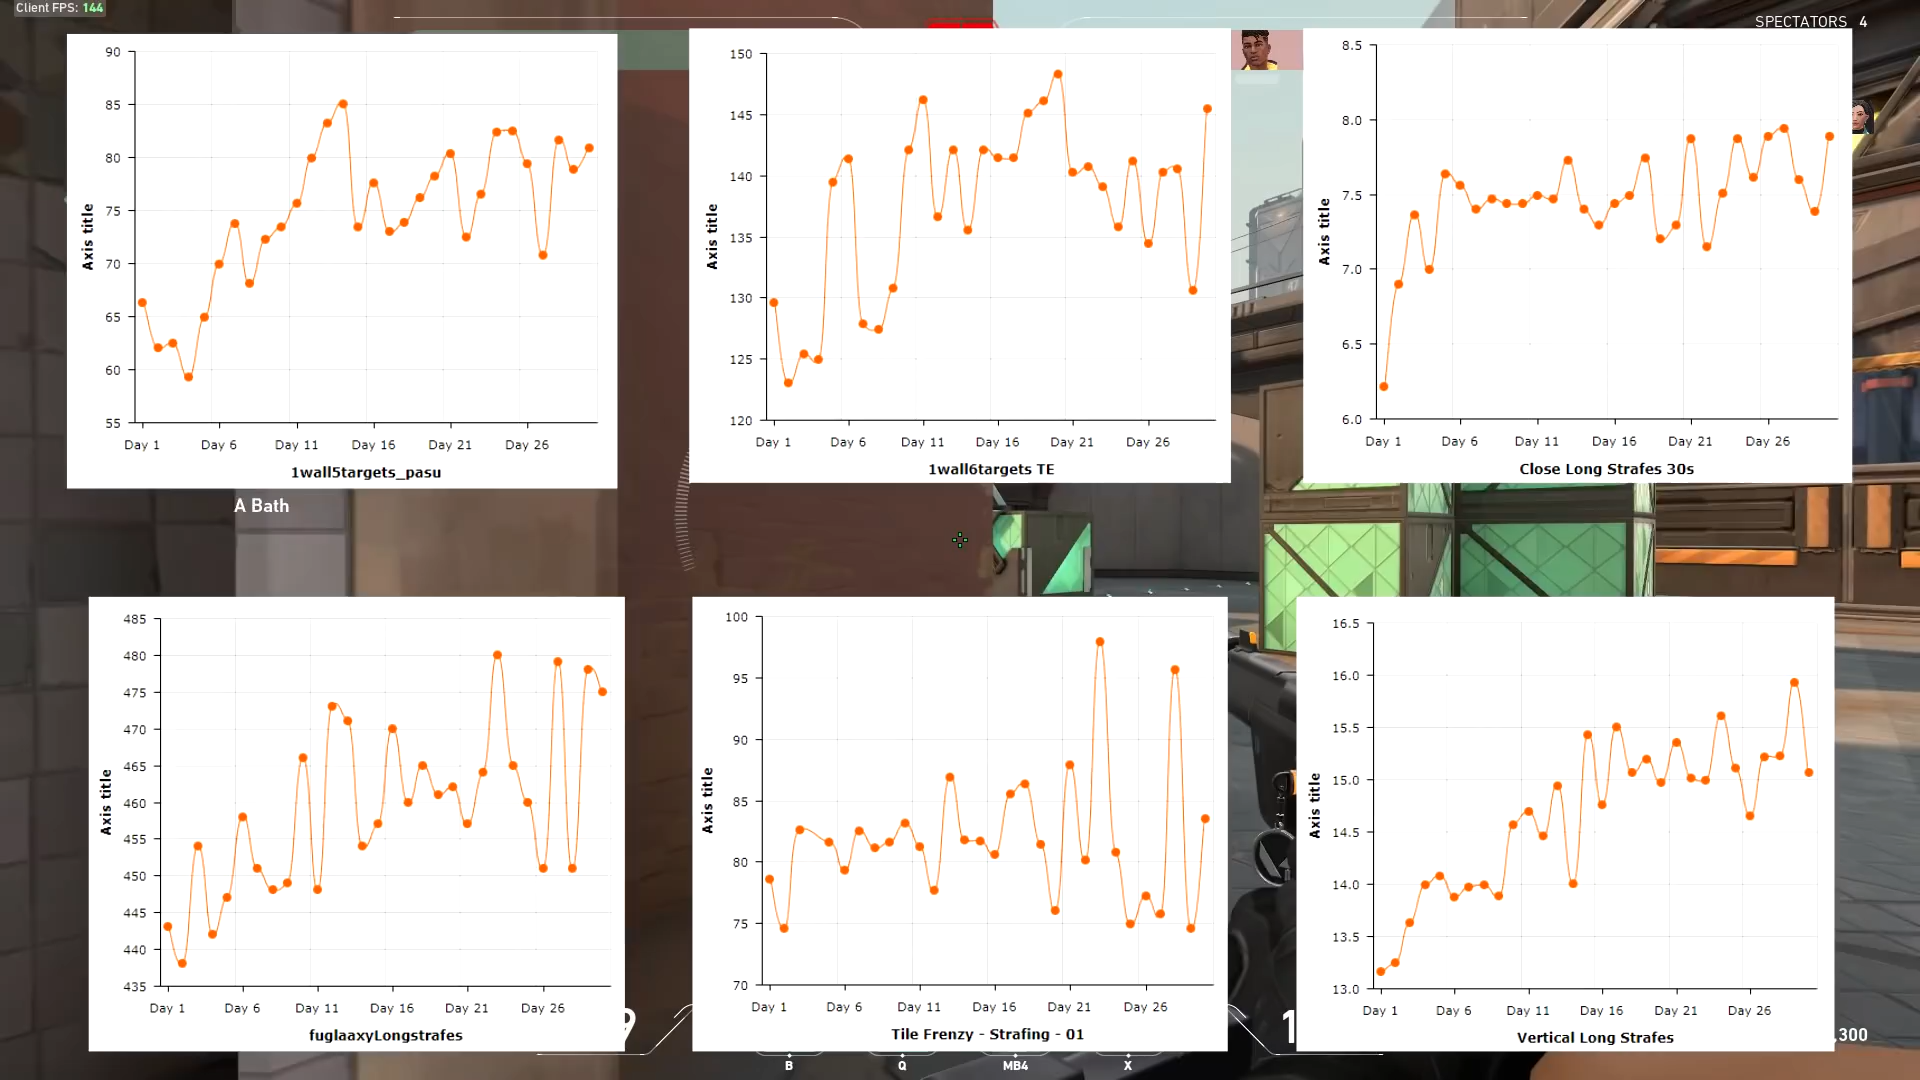 Client FPS: 144
SPECTATORS 4
90
85
80
75
70
65
60
55
Axis title
Day 1 Day 6 Day 11 Day 16 Day 21 Day 26
1wall5targets_pasu
150
145
140
135
130
125
120
Axis title
Day 1 Day 6 Day 11 Day 16 Day 21 Day 26
1wall6targets TE
8.5
8.0
7.5
7.0
6.5
6.0
Axis title
Day 1 Day 6 Day 11 Day 16 Day 21 Day 26
Close Long Strafes 30s
A Bath
485
480
475
470
465
460
455
450
445
440
435
Axis title
Day 1 Day 6 Day 11 Day 16 Day 21 Day 26
fuglaaxyLongstrafes
100
95
90
85
80
75
70
Axis title
Day 1 Day 6 Day 11 Day 16 Day 21 Day 26
Tile Frenzy - Strafing - 01
16.5
16.0
15.5
15.0
14.5
14.0
13.5
13.0
Axis title
Day 1 Day 6 Day 11 Day 16 Day 21 Day 26
Vertical Long Strafes
,300
B Q MB4 X